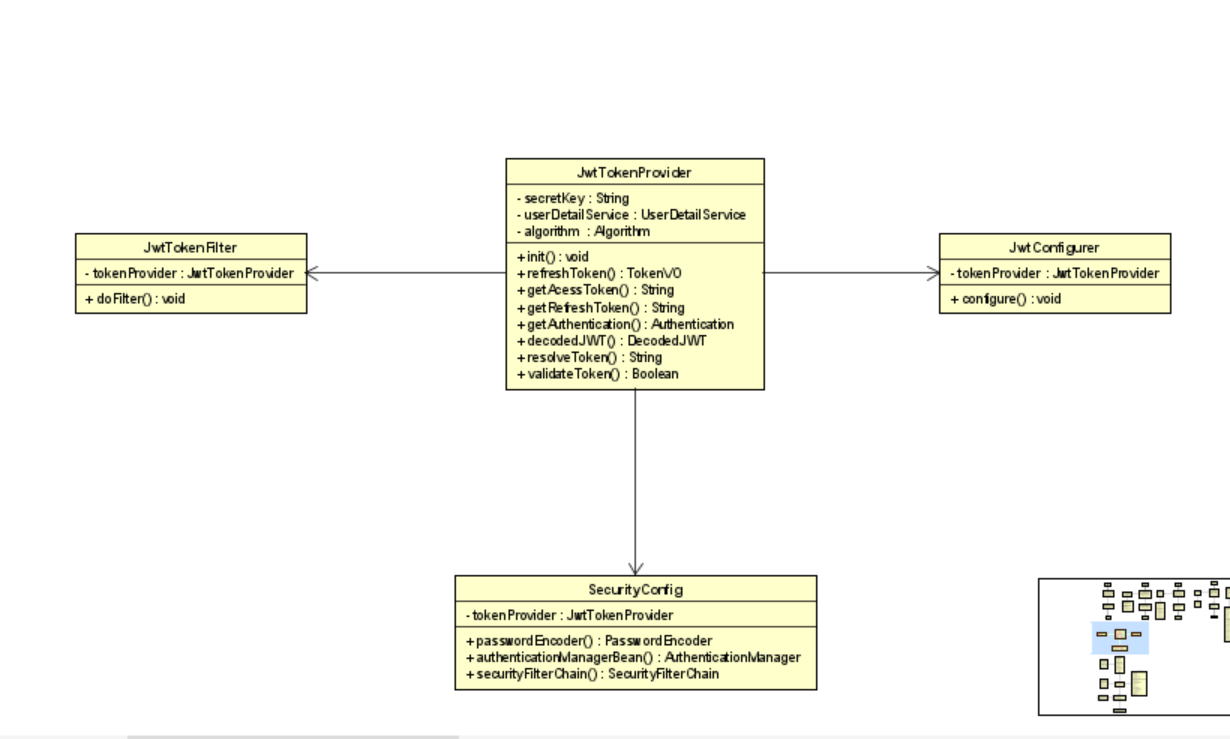 JwtTokenProvider
- secretKey : String
- userDetailService : UserDetailService
- algorithm : Algorithm
+ init() : void
+ refreshToken() : TokenVO
+ getAcessToken() : String
+ getRefreshToken() : String
+ getAuthentication() : Authentication
+ decodedJWT() : DecodedJWT
+ resolveToken() : String
+ validateToken() : Boolean
JwtTokenFilter
- tokenProvider : JwtTokenProvider
+ doFilter() : void
JwtConfigurer
- tokenProvider : JwtTokenProvider
+ configure() : void
SecurityConfig
- tokenProvider : JwtTokenProvider
+ passwordEncoder() : PasswordEncoder
+ authenticationManagerBean() : AuthenticationManager
+ securityFilterChain() : SecurityFilterChain